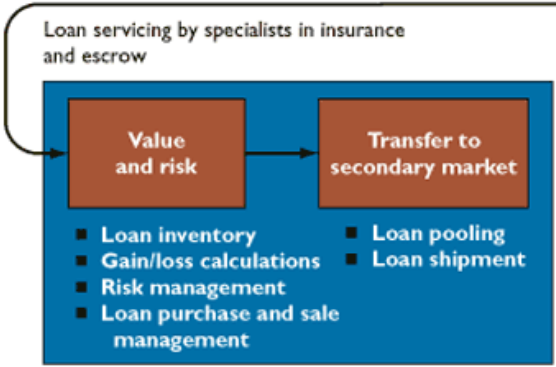 Loan servicing by specialists in insurance
and escrow
Value
and risk
Transfer to
secondary market
■ Loan inventory
■ Gain/loss calculations
■ Risk management
■ Loan purchase and sale
management
■ Loan pooling
■ Loan shipment